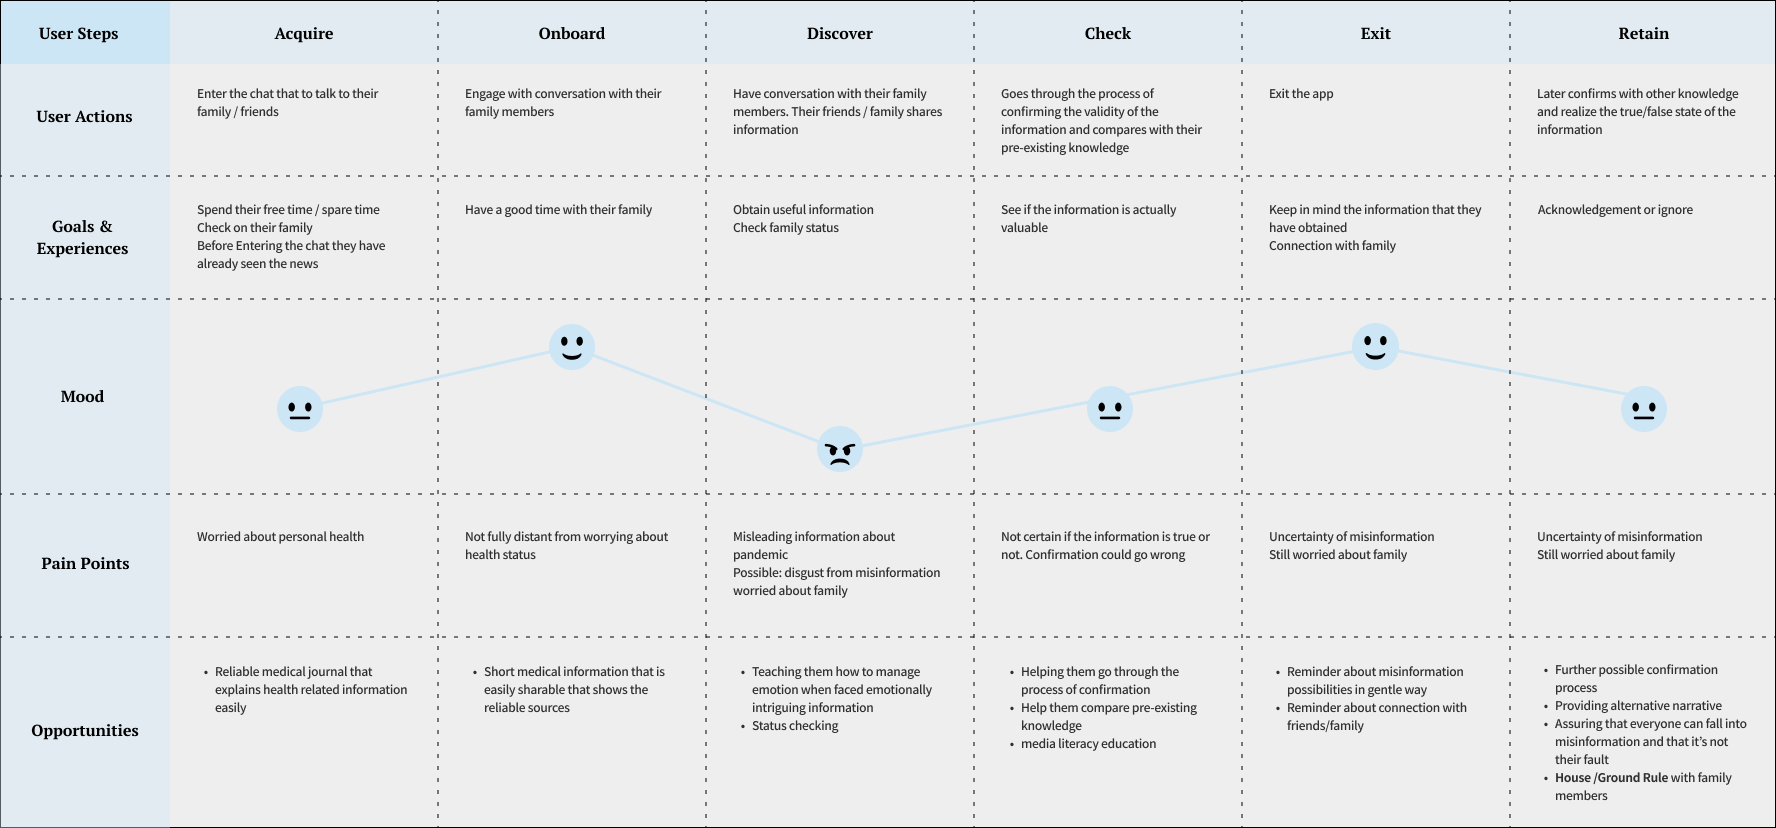 User Steps
Acquire
Onboard
Discover
Check
Exit
Retain
User Actions
Enter the chat that to talk to their
family / friends
Engage with conversation with their
family members
Have conversation with their family
members. Their friends / family shares
information
Goes through the process of
confirming the validity of the
information and compares with their
pre-existing knowledge
Exit the app
Later confirms with other knowledge
and realize the true/false state of the
information
Goals &
Experiences
Spend their free time / spare time
Check on their family
Before Entering the chat they have
already seen the news
Have a good time with their family
Obtain useful information
Check family status
See if the information is actually
valuable
Keep in mind the information that they
have obtained
Connection with family
Acknowledgement or ignore
Mood
Pain Points
Worried about personal health
Not fully distant from worrying about
health status
Misleading information about
pandemic
Possible: disgust from misinformation
worried about family
Not certain if the information is true or
not. Confirmation could go wrong
Uncertainty of misinformation
Still worried about family
Uncertainty of misinformation
Still worried about family
Opportunities
• Reliable medical journal that
explains health related information
easily
• Short medical information that is
easily sharable that shows the
reliable sources
• Teaching them how to manage
emotion when faced emotionally
intriguing information
• Status checking
• Helping them go through the
process of confirmation
• Help them compare pre-existing
knowledge
• media literacy education
• Reminder about misinformation
possibilities in gentle way
• Reminder about connection with
friends/family
• Further possible confirmation
process
• Providing alternative narrative
• Assuring that everyone can fall into
misinformation and that it's not
their fault
• House /Ground Rule with family
members